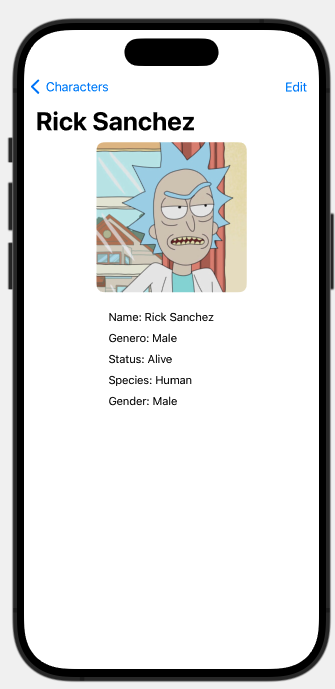 Characters Edit
Rick Sanchez
Name: Rick Sanchez
Genero: Male
Status: Alive
Species: Human
Gender: Male